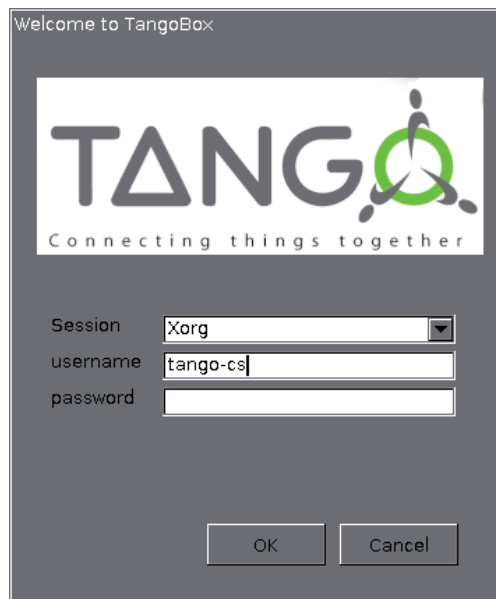 Welcome to TangoBox
TANGO
Connecting things together
Session Xorg
username tango-cs
password
OK Cancel